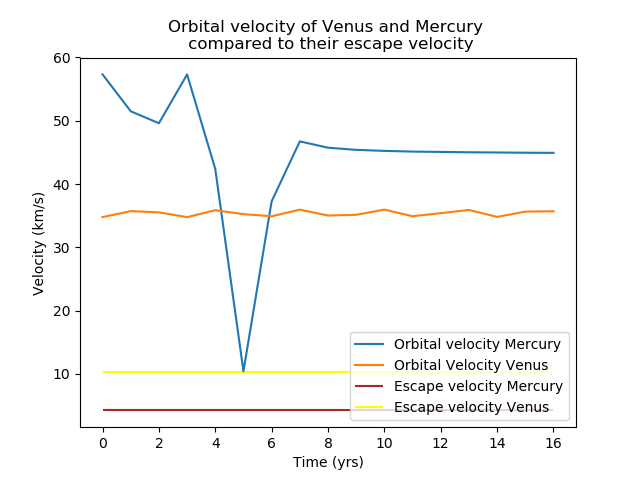 Orbital velocity of Venus and Mercury
compared to their escape velocity
60
50
40
30
20
10
Velocity (km/s)
Orbital velocity Mercury
Orbital Velocity Venus
Escape velocity Mercury
Escape velocity Venus
0 2 4 6 8 10 12 14 16
Time (yrs)